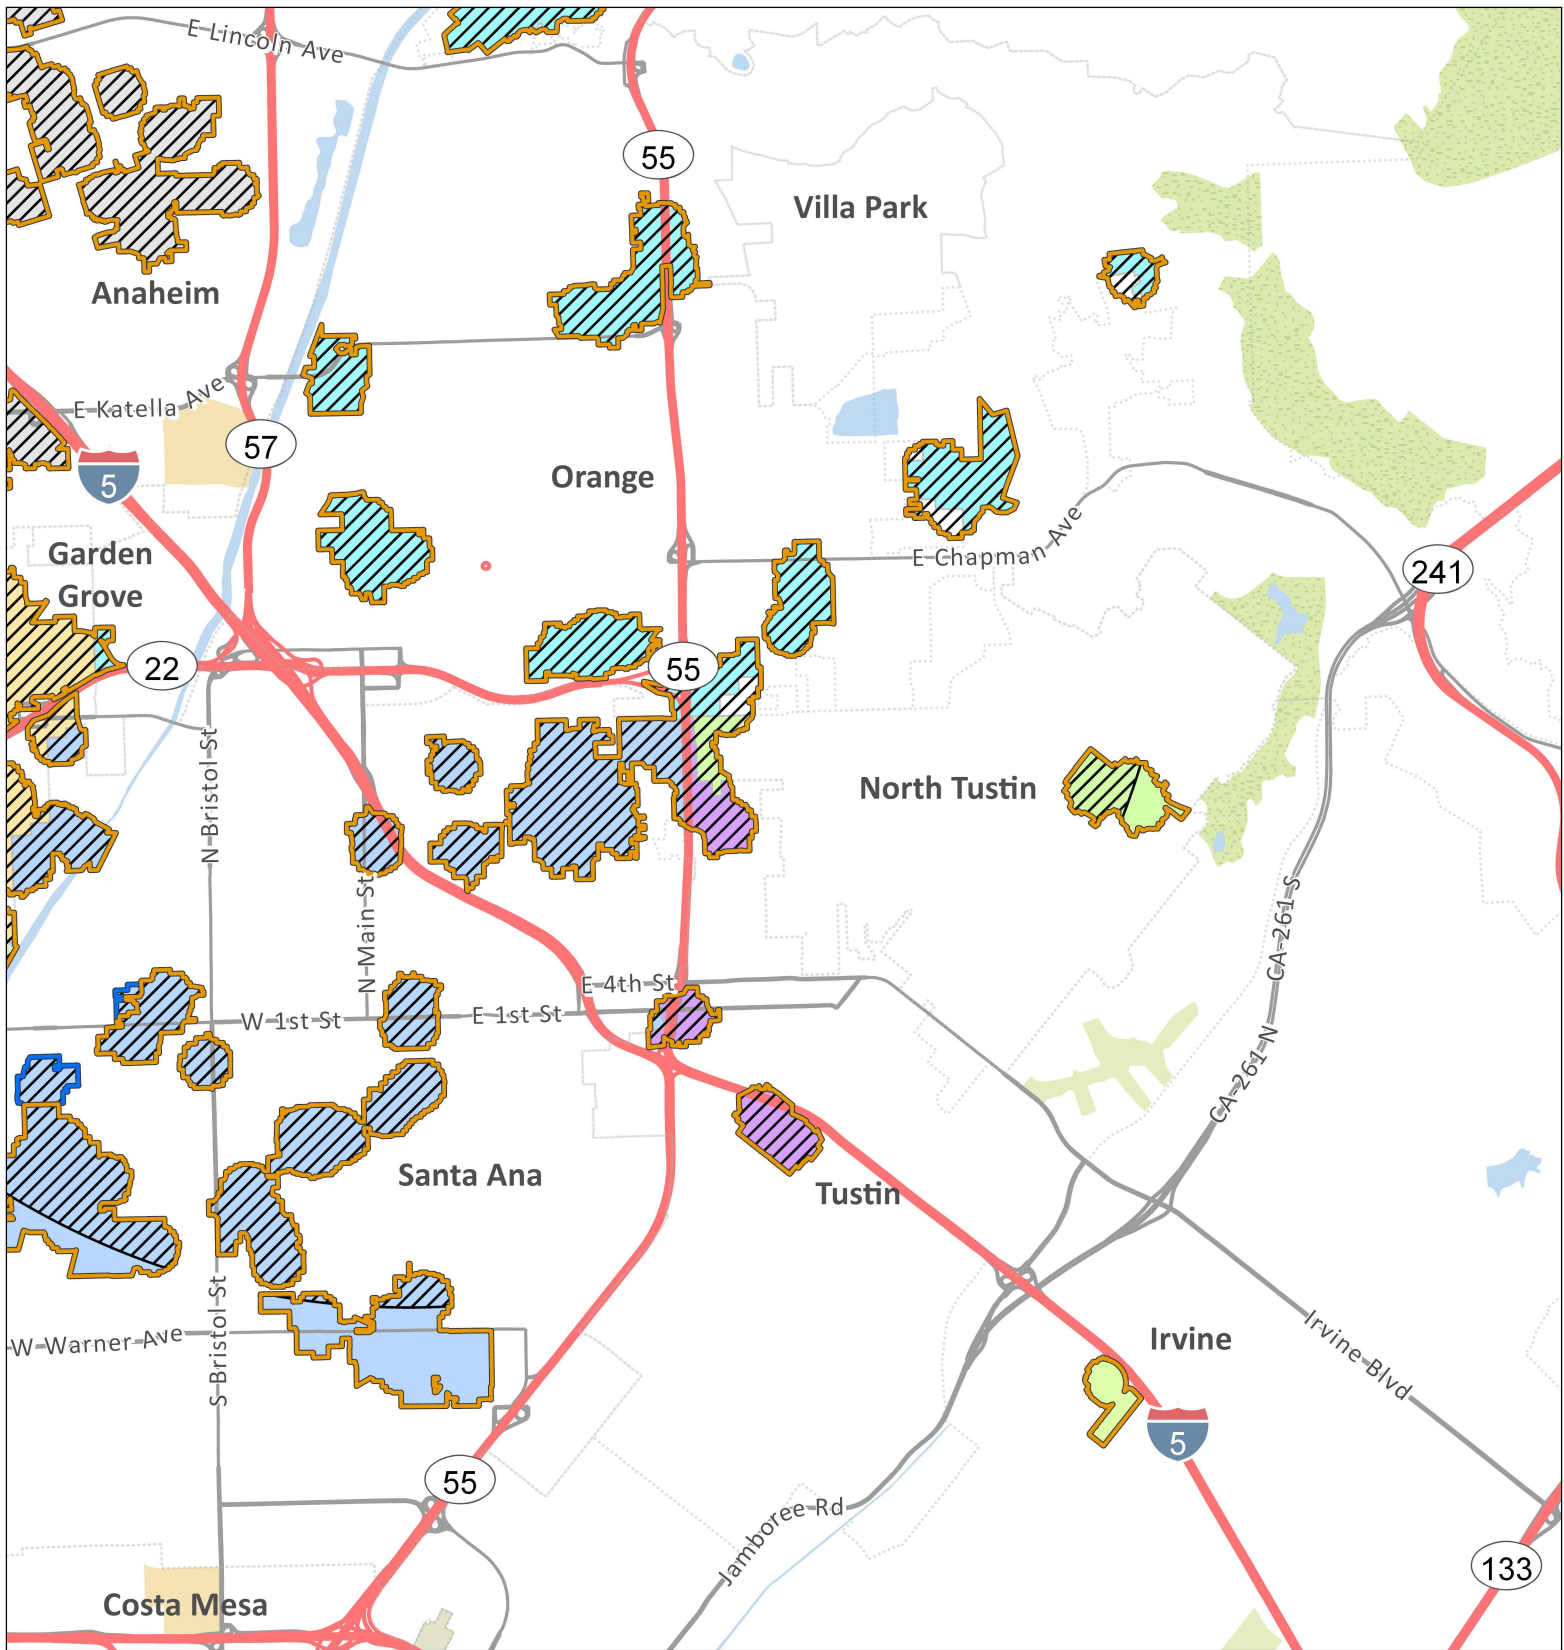 E Lincoln Ave
55
Villa Park
Anaheim
E Katella Ave
57
5
Orange
Garden
Grove
E Chapman Ave
241
22
55
North Tustin
N Bristol St
N Main St
CA-261 S
E 4th St
W 1st St
E 1st St
CA-261 N
Santa Ana
Tustin
S Bristol St
W Warner Ave
Irvine
Irvine Blvd
5
55
Jamboree Rd
133
Costa Mesa